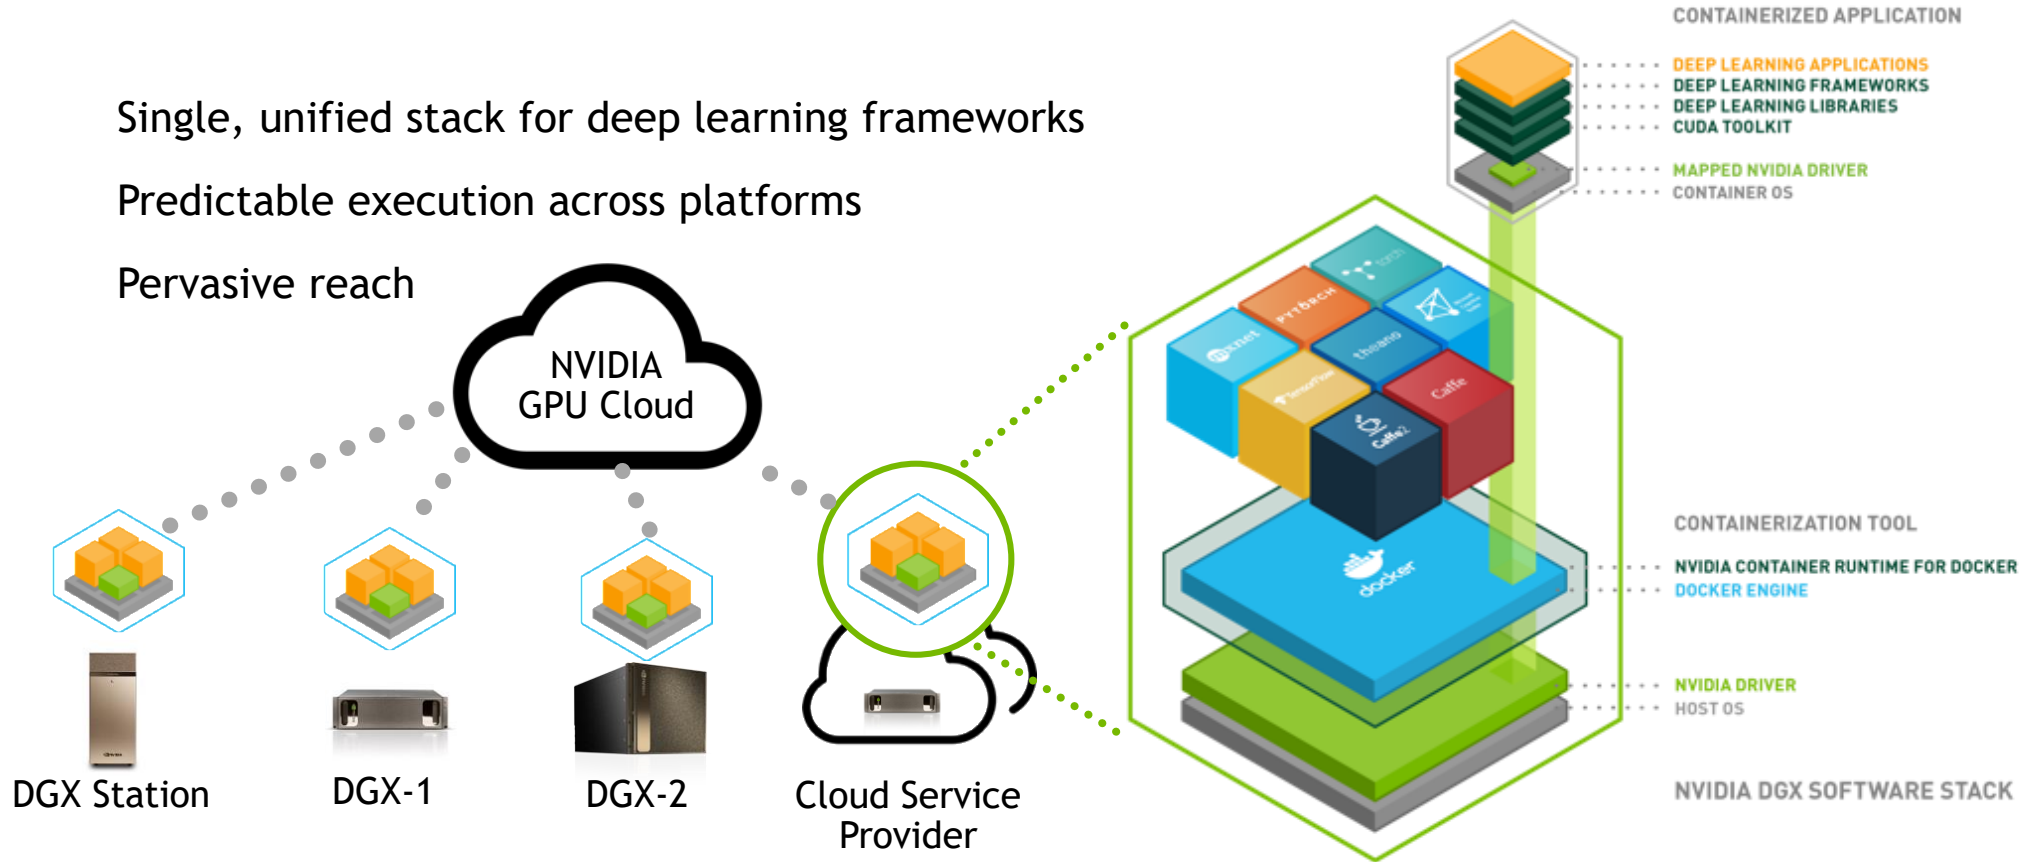 Single, unified stack for deep learning frameworks
Predictable execution across platforms
Pervasive reach
NVIDIA
GPU Cloud
DGX Station
DGX-1
DGX-2
Cloud Service
Provider
CONTAINERIZED APPLICATION
DEEP LEARNING APPLICATIONS
DEEP LEARNING FRAMEWORKS
DEEP LEARNING LIBRARIES
CUDA TOOLKIT
MAPPED NVIDIA DRIVER
CONTAINER OS
torch
PYTORCH
mxnet
theano
TensorFlow
Caffe
Caffe2
docker
CONTAINERIZATION TOOL
NVIDIA CONTAINER RUNTIME FOR DOCKER
DOCKER ENGINE
NVIDIA DRIVER
HOST OS
NVIDIA DGX SOFTWARE STACK